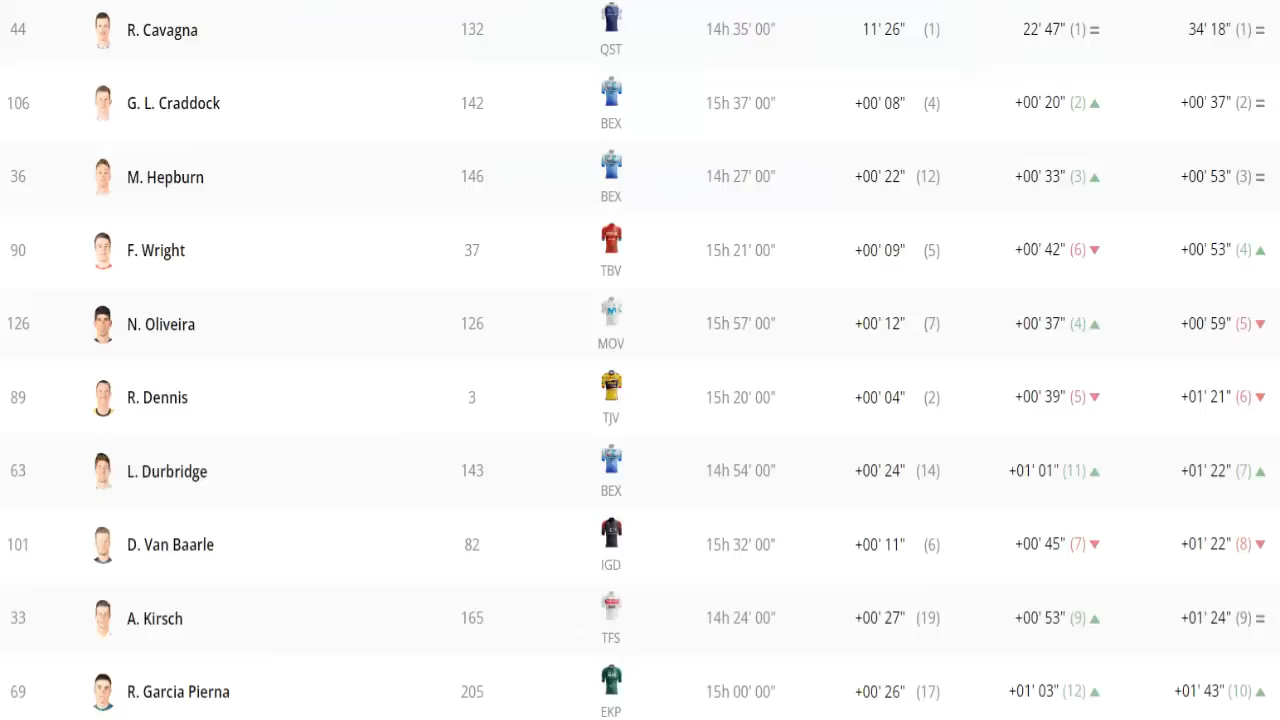 44 R. Cavagna 132 QST 14h 35' 00" 11' 26" (1) 22' 47" (1) = 34' 18" (1) =
106 G. L. Craddock 142 BEX 15h 37' 00" +00' 08" (4) +00' 20" (2) ▲ +00' 37" (2) =
36 M. Hepburn 146 BEX 14h 27' 00" +00' 22" (12) +00' 33" (3) ▲ +00' 53" (3) =
90 F. Wright 37 TBV 15h 21' 00" +00' 09" (5) +00' 42" (6) ▼ +00' 53" (4) ▲
126 N. Oliveira 126 MOV 15h 57' 00" +00' 12" (7) +00' 37" (4) ▲ +00' 59" (5) ▼
89 R. Dennis 3 TJV 15h 20' 00" +00' 04" (2) +00' 39" (5) ▼ +01' 21" (6) ▼
63 L. Durbridge 143 BEX 14h 54' 00" +00' 24" (14) +01' 01" (11) ▲ +01' 22" (7) ▲
101 D. Van Baarle 82 IGD 15h 32' 00" +00' 11" (6) +00' 45" (7) ▼ +01' 22" (8) ▼
33 A. Kirsch 165 TFS 14h 24' 00" +00' 27" (19) +00' 53" (9) ▲ +01' 24" (9) =
69 R. Garcia Pierna 205 EKP 15h 00' 00" +00' 26" (17) +01' 03" (12) ▲ +01' 43" (10) ▲